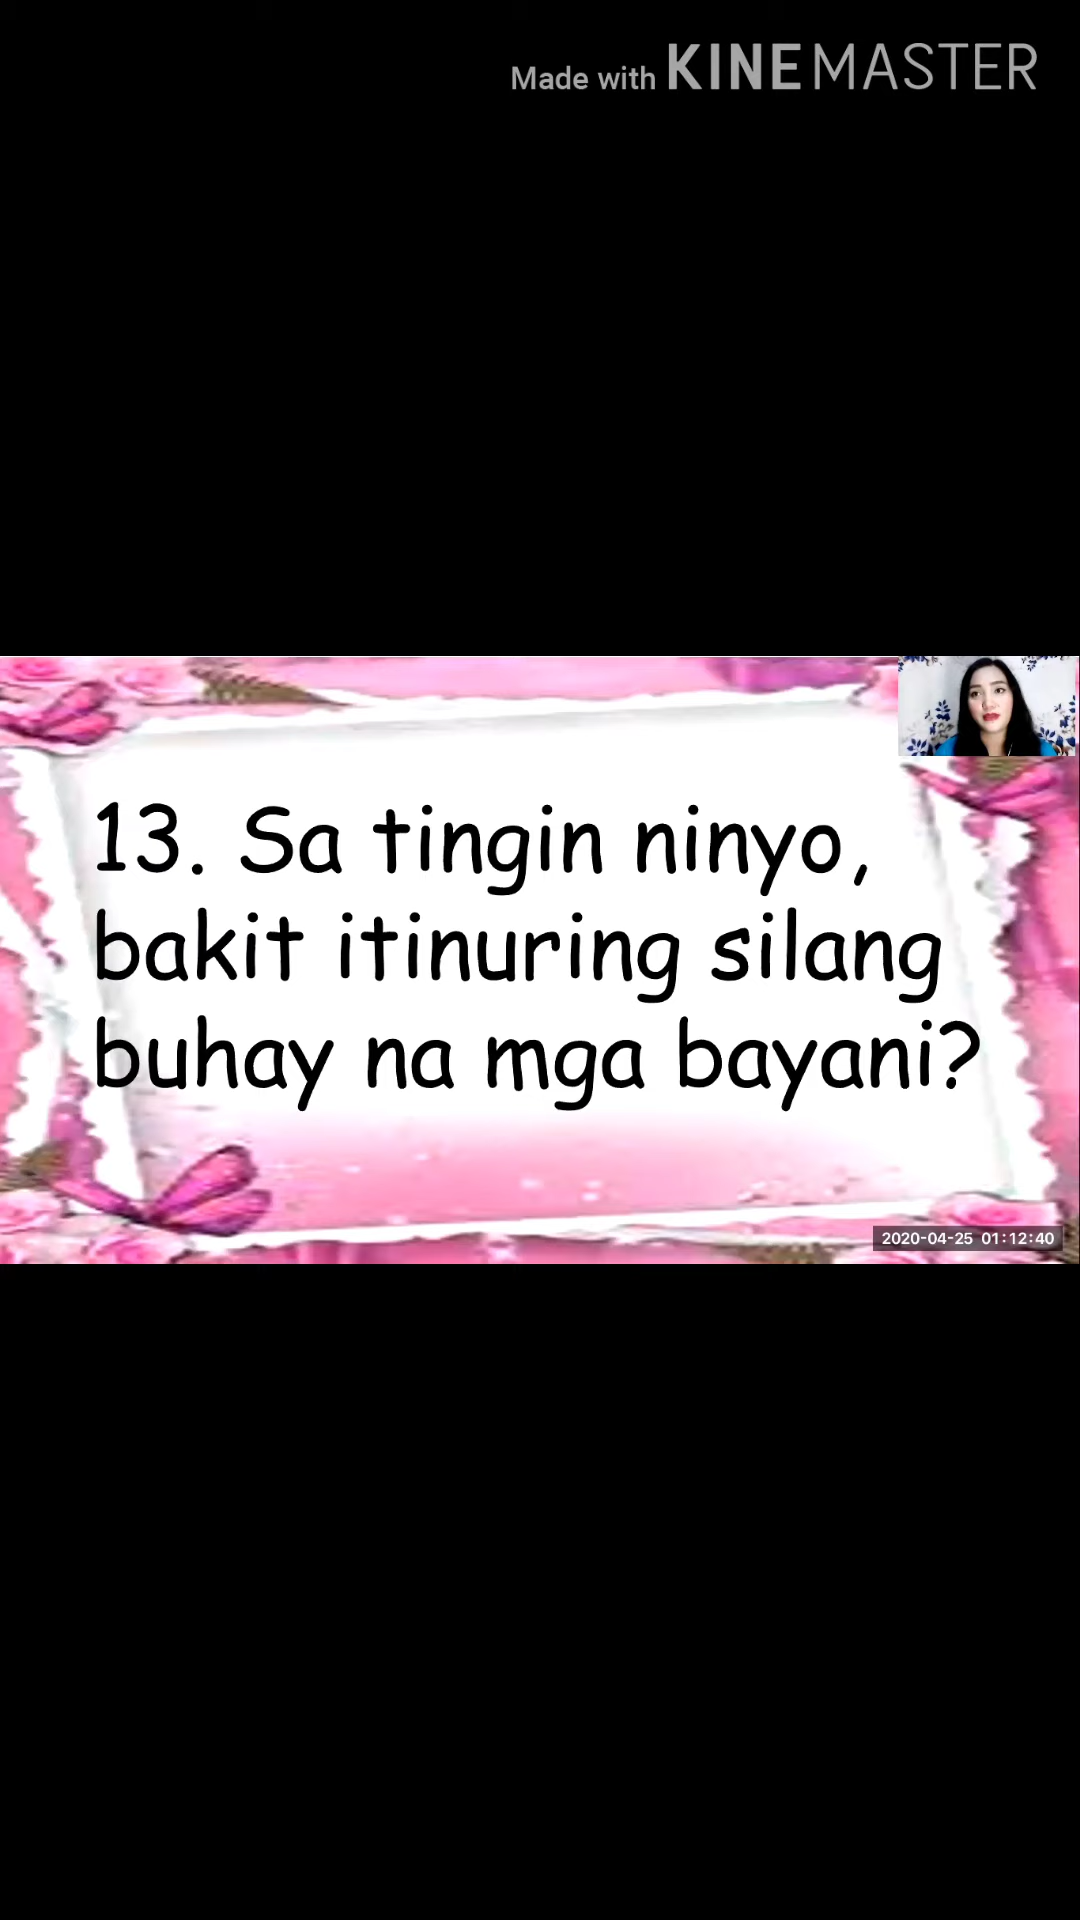 Made with KINEMASTER
13. Sa tingin ninyo,
bakit itinuring silang
buhay na mga bayani?
2020-04-25 01:12:40